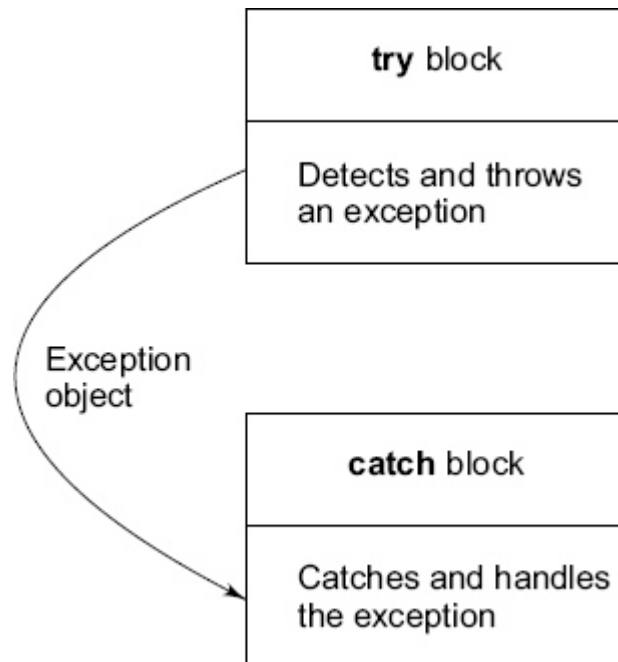 try block
Detects and throws
an exception
Exception
object
catch block
Catches and handles
the exception